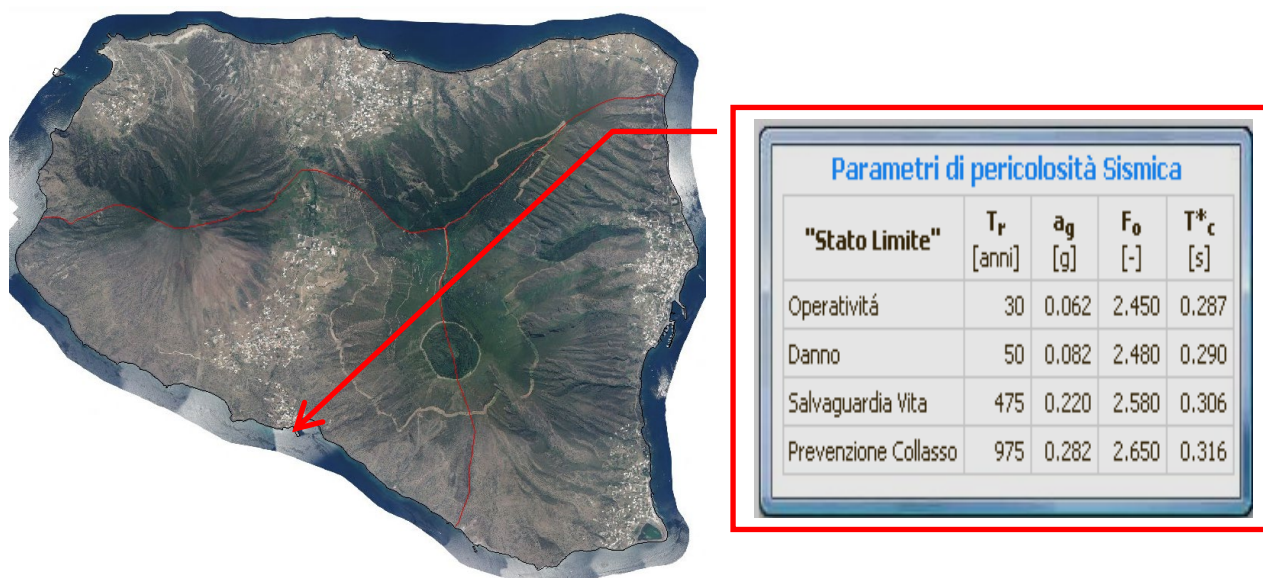 Parametri di pericolosità Sismica
"Stato Limite" Tr [anni] ag [g] Fo [-] T*c [s]
Operativitá 30 0.062 2.450 0.287
Danno 50 0.082 2.480 0.290
Salvaguardia Vita 475 0.220 2.580 0.306
Prevenzione Collasso 975 0.282 2.650 0.316